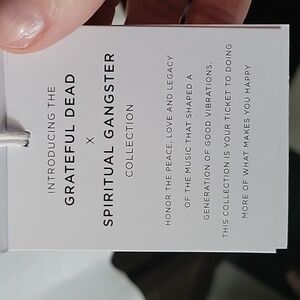 INTRODUCING THE
GRATEFUL DEAD
X
SPIRITUAL GANGSTER
COLLECTION
HONOR THE PEACE, LOVE AND LEGACY
OF THE MUSIC THAT SHAPED A
GENERATION OF GOOD VIBRATIONS.
THIS COLLECTION IS YOUR TICKET TO DOING
MORE OF WHAT MAKES YOU HAPPY